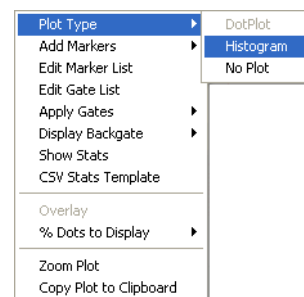 Plot Type
DotPlot
Add Markers
Histogram
Edit Marker List
No Plot
Edit Gate List
Apply Gates
Display Backgate
Show Stats
CSV Stats Template
Overlay
% Dots to Display
Zoom Plot
Copy Plot to Clipboard